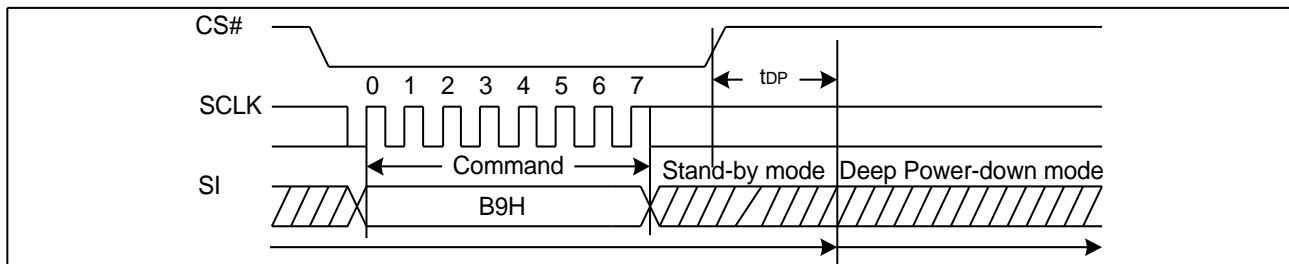 CS#
tDP
0 1 2 3 4 5 6 7
SCLK
Command
Stand-by mode Deep Power-down mode
SI
B9H